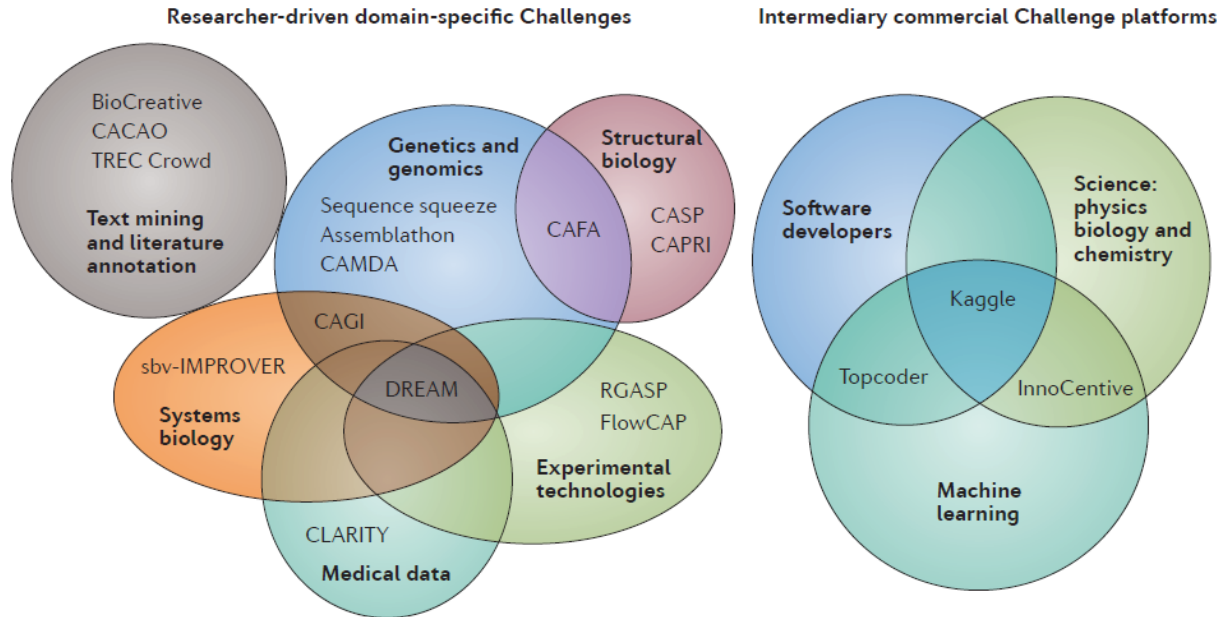 Researcher-driven domain-specific Challenges
BioCreative
CACAO
TREC Crowd
Text mining
and literature
annotation
Genetics and
genomics
Sequence squeeze
Assemblathon
CAMDA
CAFA
Structural
biology
CASP
CAPRI
CAGI
sbv-IMPROVER
Systems
biology
DREAM
RGASP
FlowCAP
Experimental
technologies
CLARITY
Medical data
Intermediary commercial Challenge platforms
Software
developers
Science:
physics
biology and
chemistry
Kaggle
Topcoder
InnoCentive
Machine
learning